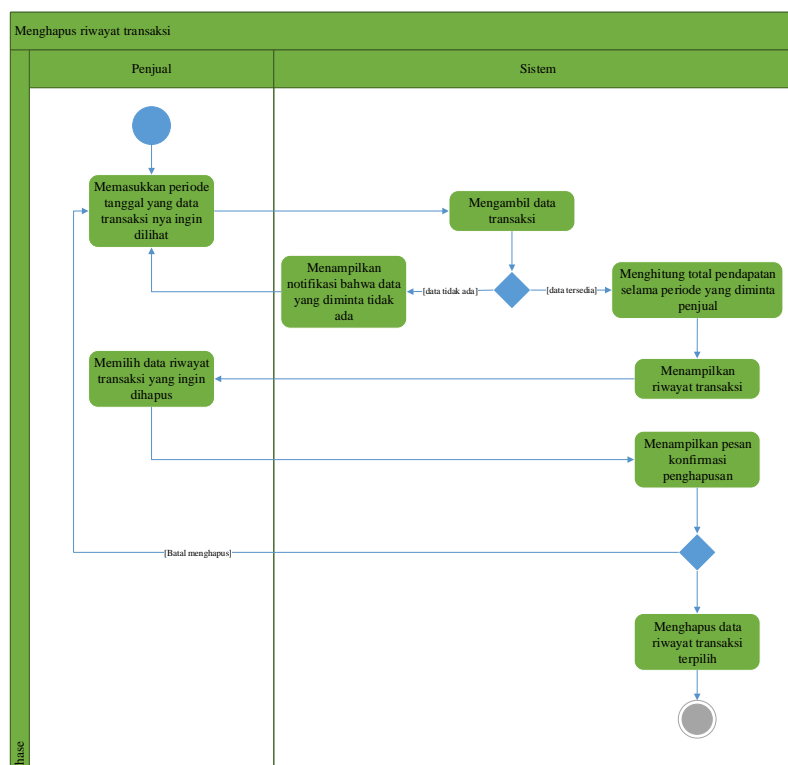 Menghapus riwayat transaksi
Penjual
Sistem
Memasukkan periode
tanggal yang data
transaksi nya ingin
dilihat
Mengambil data
transaksi
Menampilkan
notifikasi bahwa data
yang diminta tidak
ada
[data tidak ada]
[data tersedia]
Menghitung total pendapatan
selama periode yang diminta
penjual
Memilih data riwayat
transaksi yang ingin
dihapus
Menampilkan
riwayat transaksi
Menampilkan pesan
konfirmasi
penghapusan
[Batal menghapus]
Menghapus data
riwayat transaksi
terpilih
hase